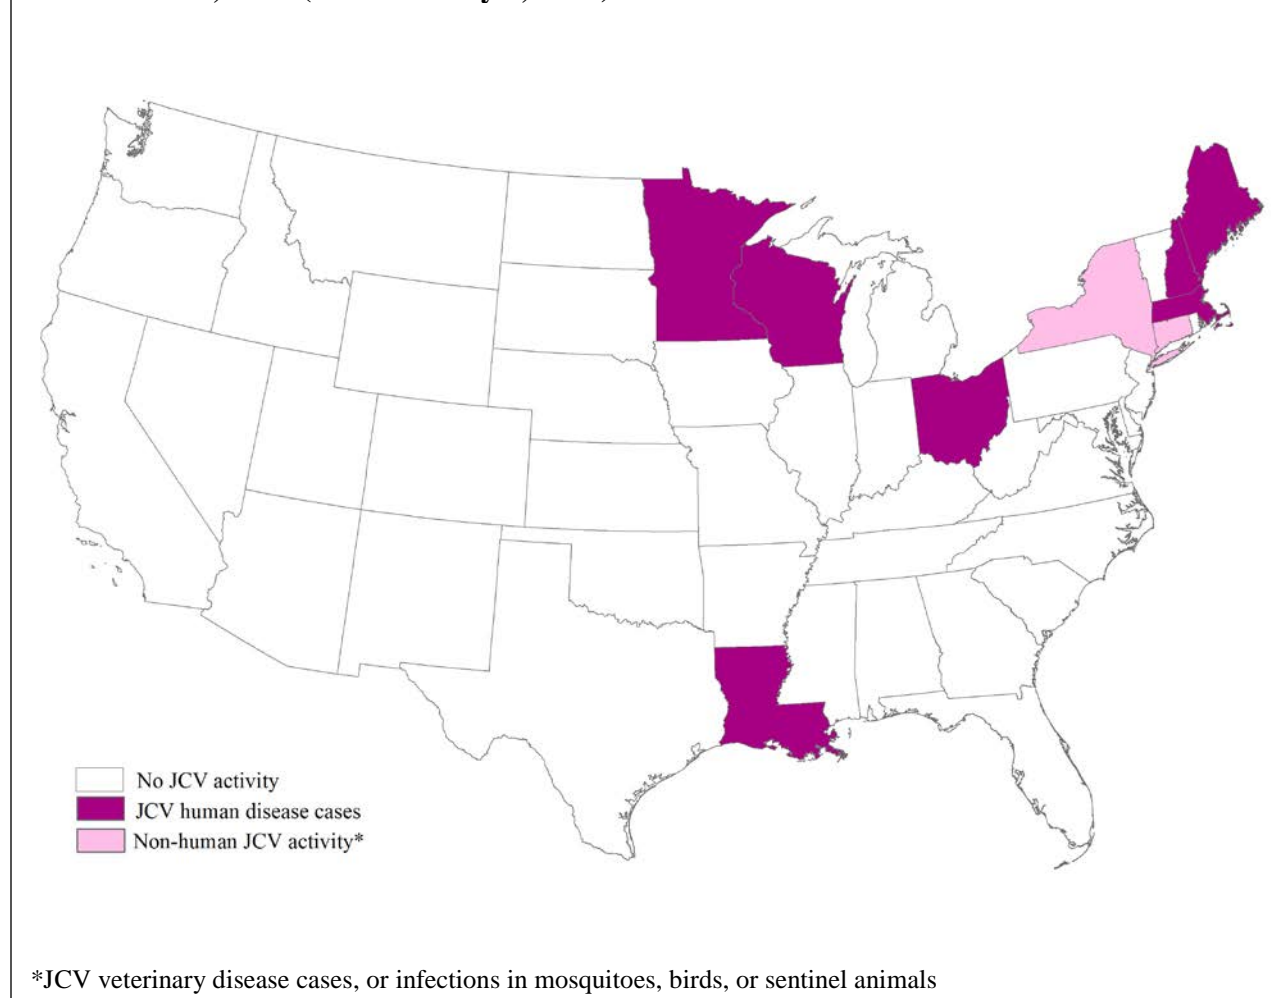 No JCV activity
JCV human disease cases
Non-human JCV activity*
*JCV veterinary disease cases, or infections in mosquitoes, birds, or sentinel animals